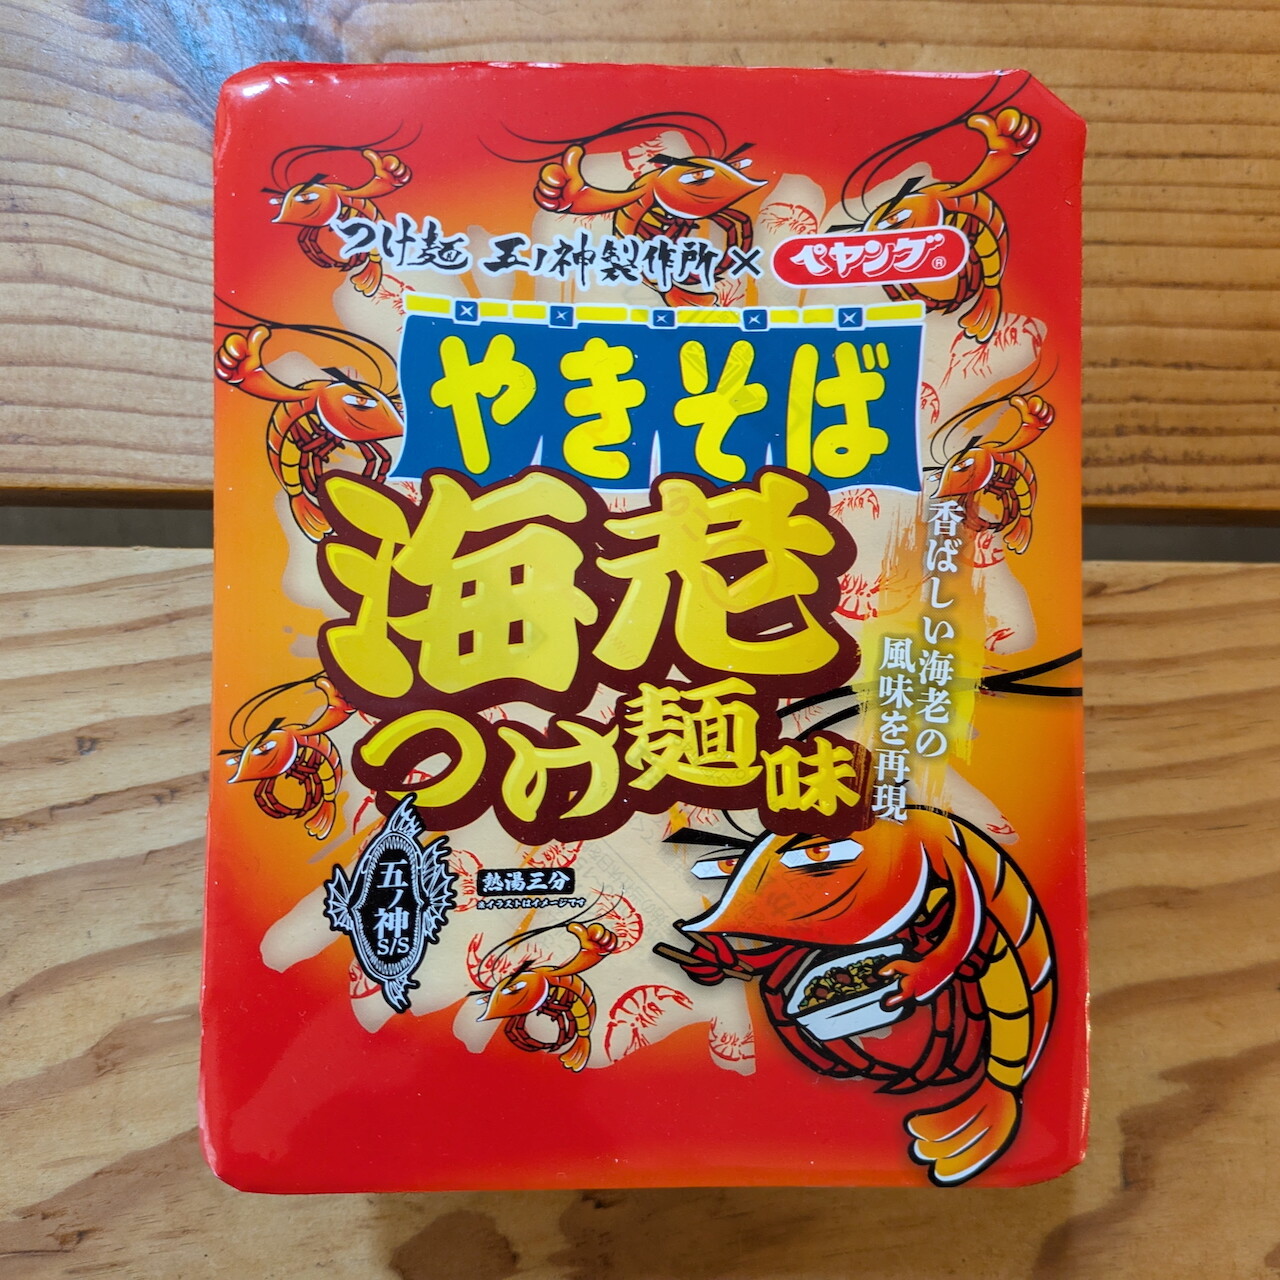 つけ麺 五ノ神製作所×ペヤング®
やきそば
海老
つけ麺味
香ばしい海老の
風味を再現
五ノ神
S/S
熱湯三分
※イラストはイメージです